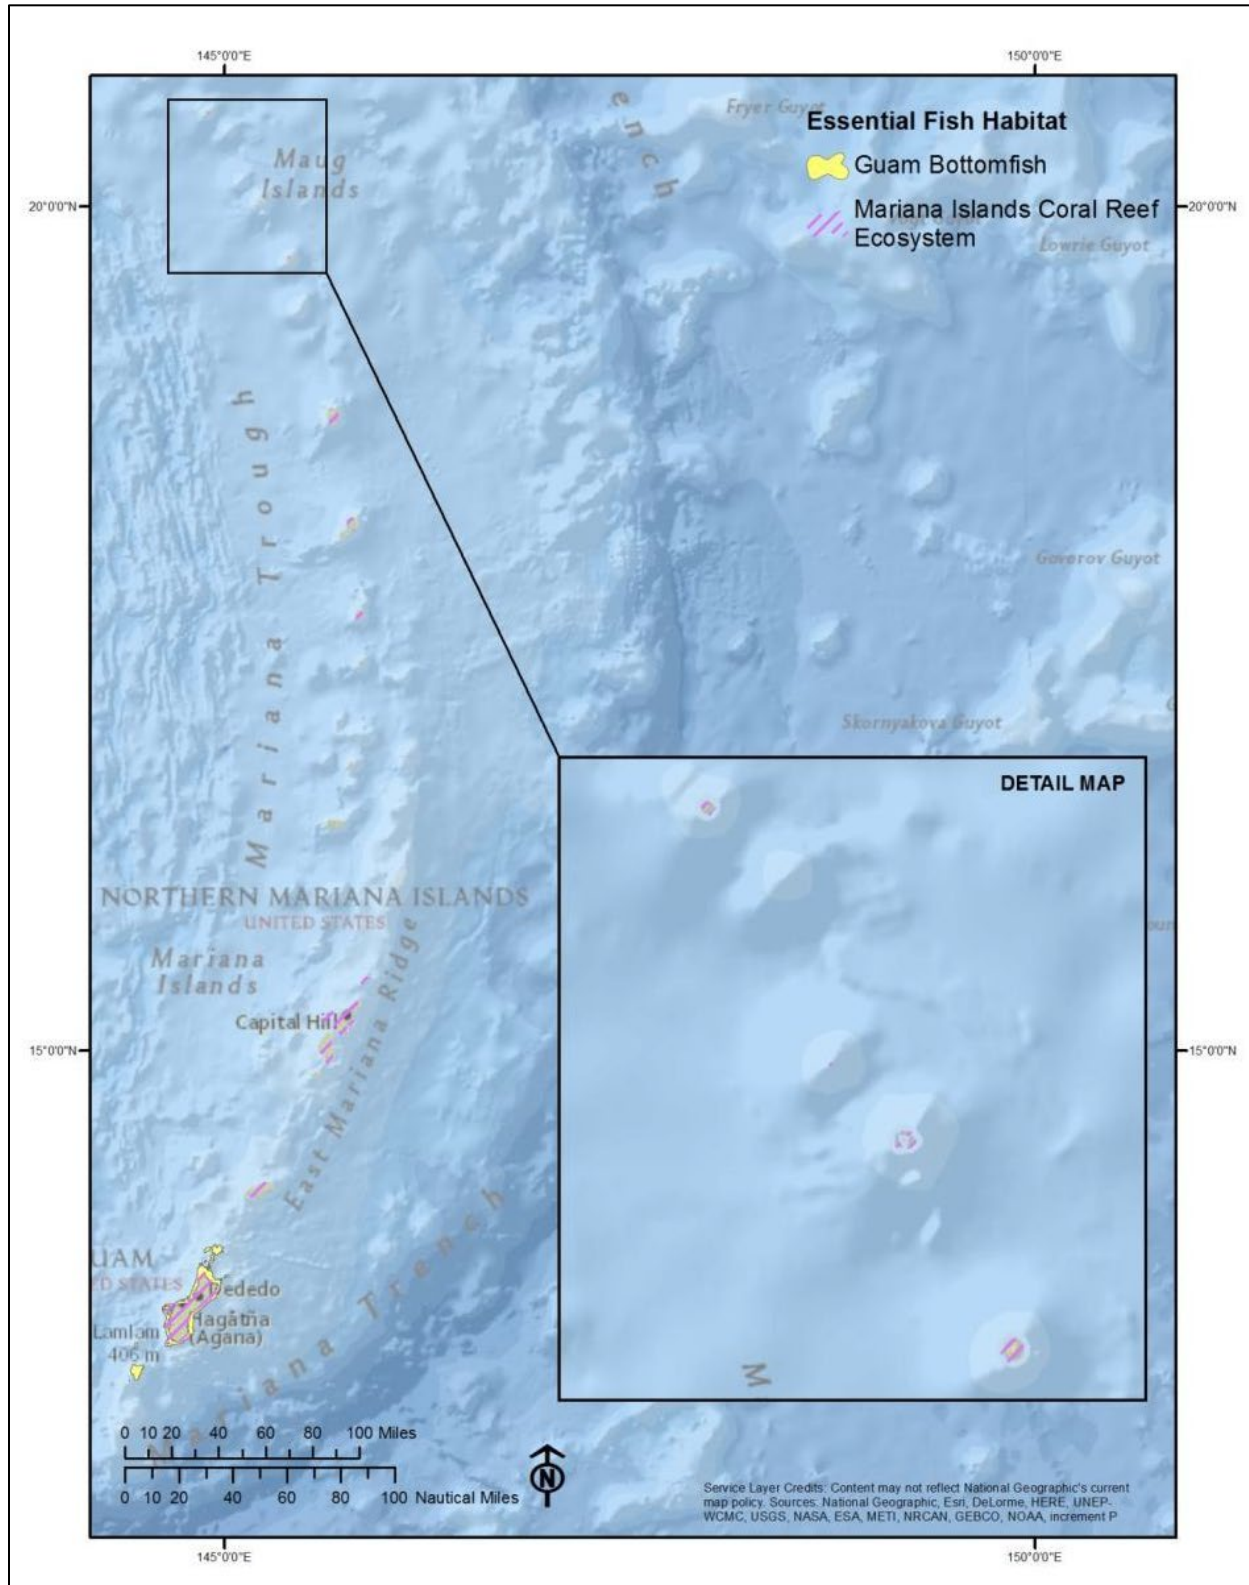 145°0'0"E
150°0'0"E
Fryer Guyot
Essential Fish Habitat
Guam Bottomfish
Mariana Islands Coral Reef
Ecosystem
ench
Maug
Islands
20°0'0"N
20°0'0"N
Guyot
Lowrie Guyot
Mariana Trough
Goverov Guyot
Skornyakova Guyot
DETAIL MAP
NORTHERN MARIANA ISLANDS
UNITED STATES
Mariana
Islands
Capital Hill
East Mariana Ridge
15°0'0"N
15°0'0"N
UAM
D STATES
Dededo
Hagåtña
(Agana)
Lamlam
406 m
Mariana Trench
M
0 10 20 40 60 80 100 Miles
0 10 20 40 60 80 100 Nautical Miles
N
Service Layer Credits: Content may not reflect National Geographic's current
map policy. Sources: National Geographic, Esri, DeLorme, HERE, UNEP-
WCMC, USGS, NASA, ESA, METI, NRCAN, GEBCO, NOAA, increment P
145°0'0"E
150°0'0"E